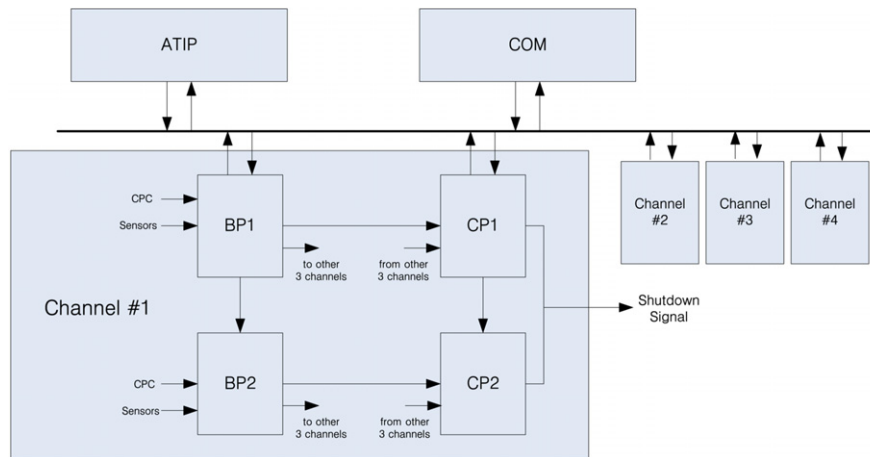 ATIP
COM
CPC
Sensors
BP1
CP1
to other
3 channels
from other
3 channels
Channel
#2
Channel
#3
Channel
#4
Channel #1
Shutdown
Signal
CPC
Sensors
BP2
CP2
to other
3 channels
from other
3 channels